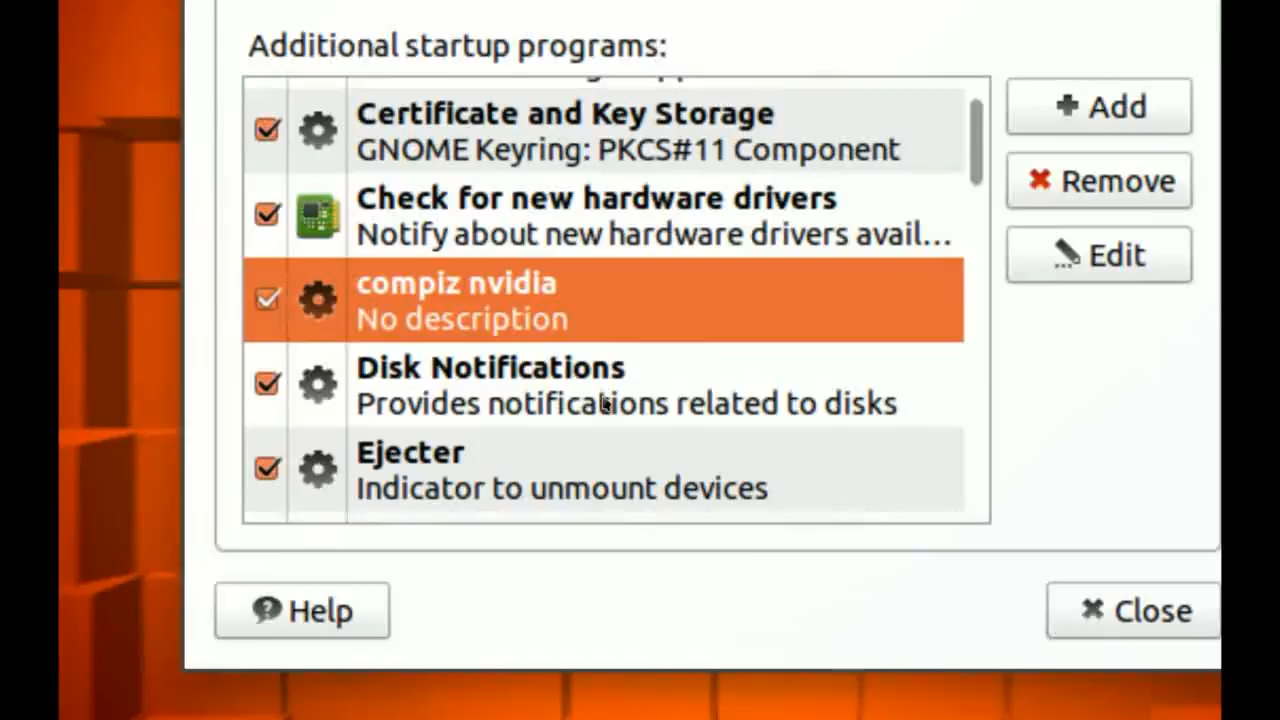 Additional startup programs:
Certificate and Key Storage
GNOME Keyring: PKCS#11 Component
Check for new hardware drivers
Notify about new hardware drivers avail...
compiz nvidia
No description
Disk Notifications
Provides notifications related to disks
Ejecter
Indicator to unmount devices
Add
Remove
Edit
Help
Close